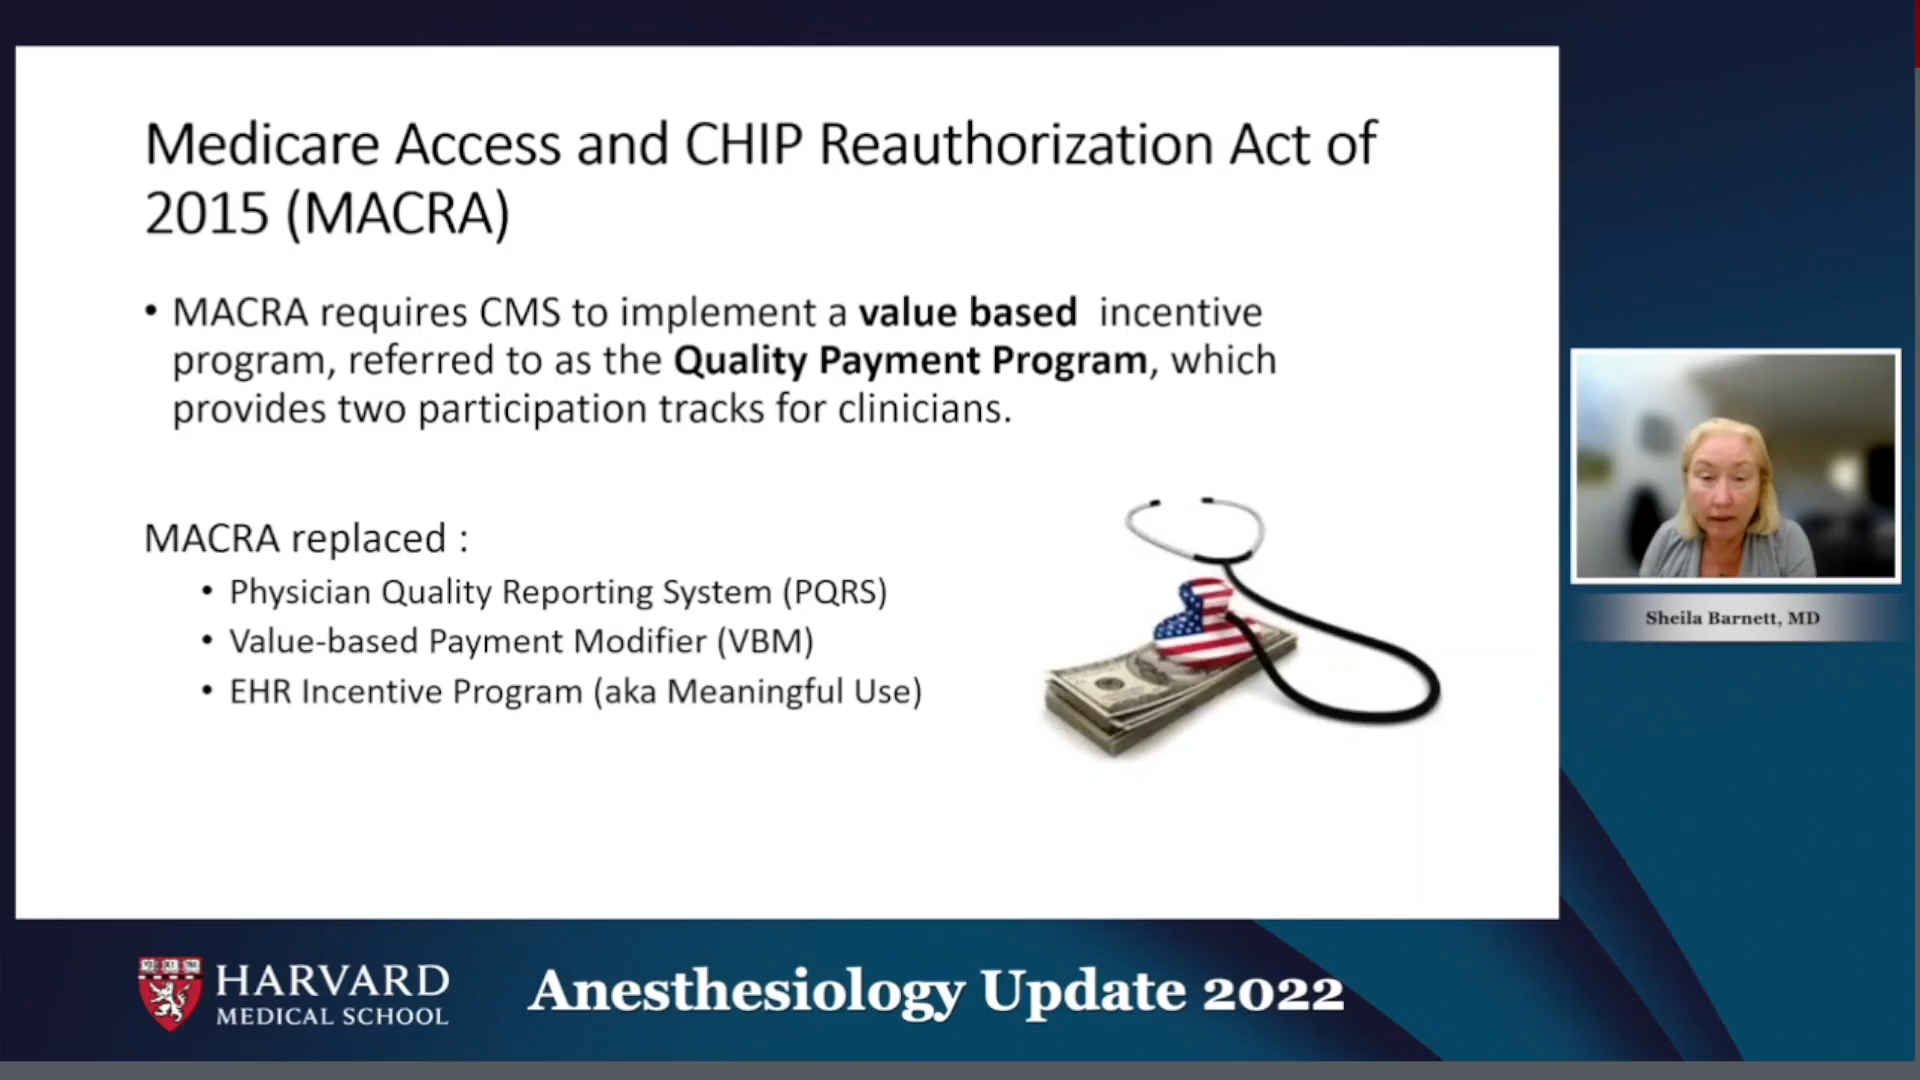 Medicare Access and CHIP Reauthorization Act of
2015 (MACRA)
• MACRA requires CMS to implement a value based incentive
program, referred to as the Quality Payment Program, which
provides two participation tracks for clinicians.
MACRA replaced :
• Physician Quality Reporting System (PQRS)
• Value-based Payment Modifier (VBM)
• EHR Incentive Program (aka Meaningful Use)
Sheila Barnett, MD
HARVARD
MEDICAL SCHOOL
Anesthesiology Update 2022